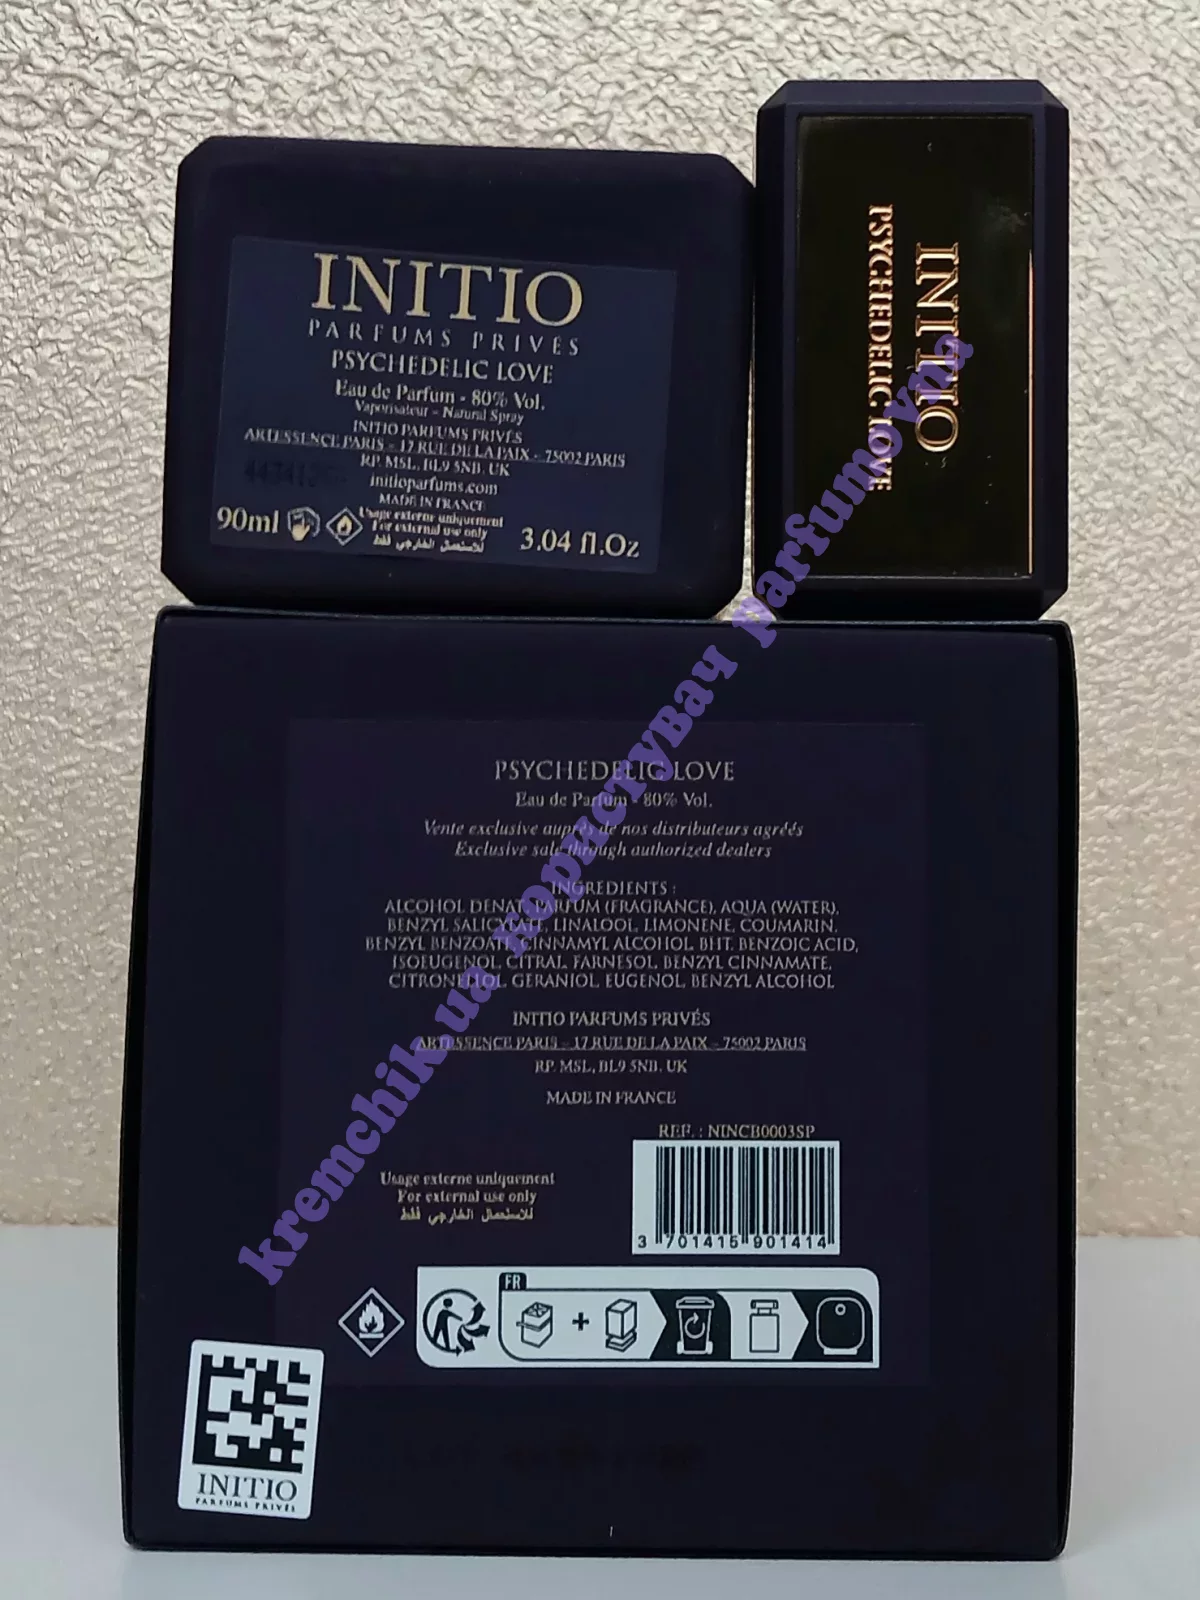 INITIO
PARFUMS PRIVÉS
PSYCHEDELIC LOVE
Eau de Parfum - 80% Vol.
Vaporisateur - Natural Spray
INITIO PARFUMS PRIVÉS
ARTESSENCE PARIS - 17 RUE DE LA PAIX - 75002 PARIS
RP. MSL, BL9 5NB. UK
initioparfums.com
MADE IN FRANCE
Usage externe uniquement
For external use only
للاستعمال الخارجي فقط
90ml
3.04 fl.Oz
INITIO
PSYCHEDELIC LOVE
PSYCHEDELIC LOVE
Eau de Parfum - 80% Vol.
Vente exclusive auprès de nos distributeurs agréés
Exclusive sale through authorized dealers
INGREDIENTS :
ALCOHOL DENAT, PARFUM (FRAGRANCE), AQUA (WATER),
BENZYL SALICYLATE, LINALOOL, LIMONENE, COUMARIN,
BENZYL BENZOATE, CINNAMYL ALCOHOL, BHT, BENZOIC ACID,
ISOEUGENOL, CITRAL, FARNESOL, BENZYL CINNAMATE,
CITRONELLOL, GERANIOL, EUGENOL, BENZYL ALCOHOL
INITIO PARFUMS PRIVÉS
ARTESSENCE PARIS - 17 RUE DE LA PAIX - 75002 PARIS
RP. MSL, BL9 5NB. UK
MADE IN FRANCE
REF. : NINCB0003SP
3 701415 901414
Usage externe uniquement
For external use only
للاستعمال الخارجي فقط
FR
INITIO
PARFUMS PRIVÉS
kremchik.ua користувач Parfumovna